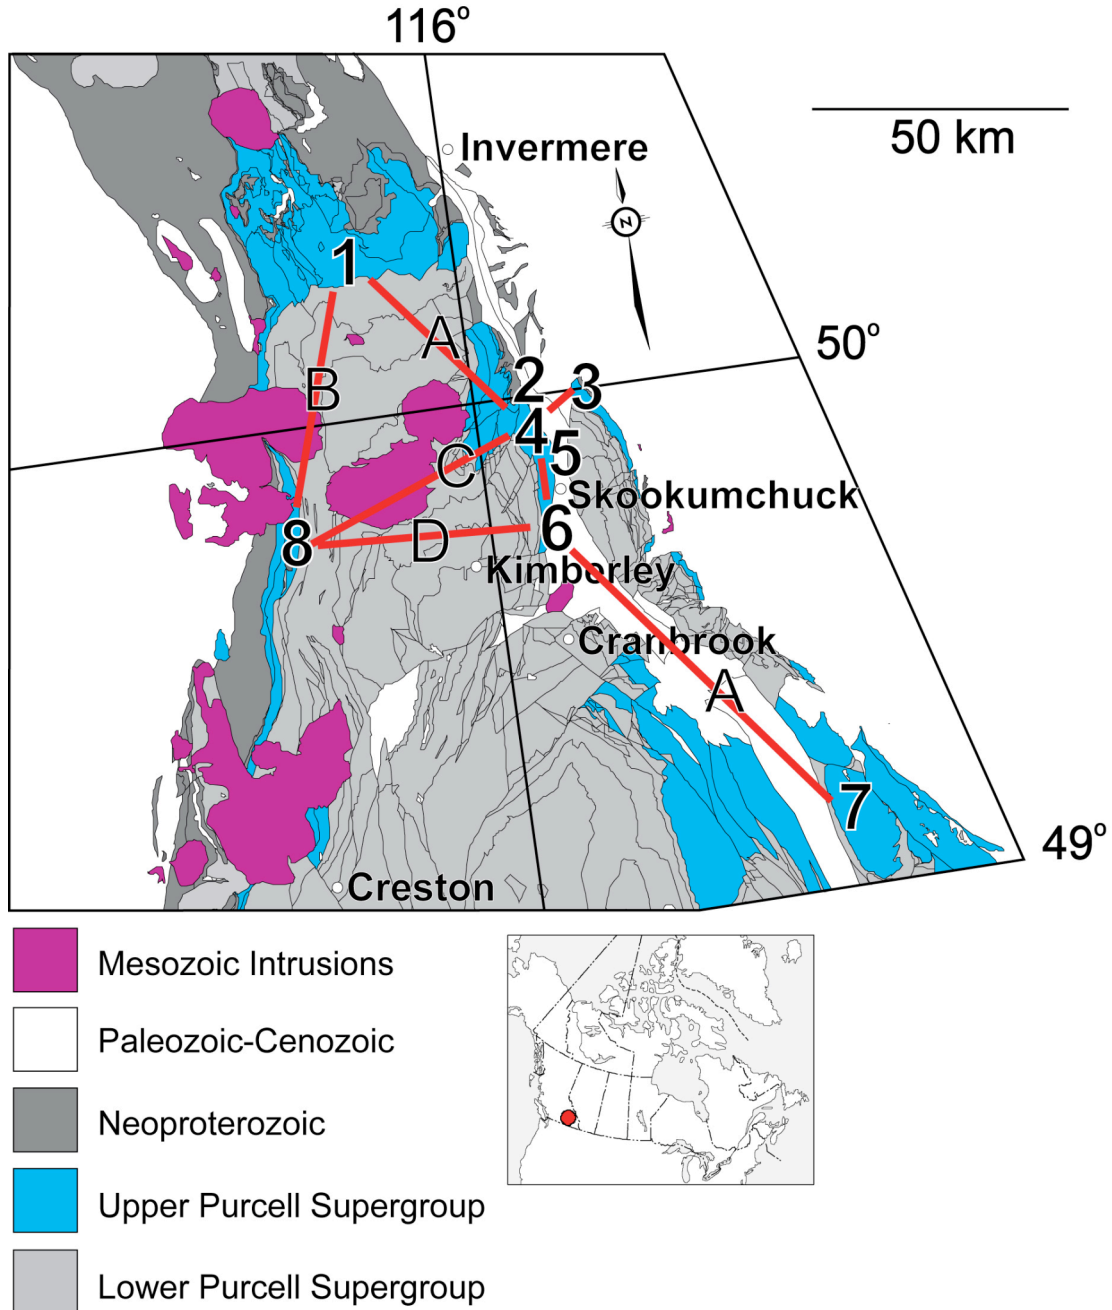 116°
Invermere
50 km
N
1
A
50°
B
2
3
4
5
C
Skookumchuck
8
D
6
Kimberley
Cranbrook
A
7
49°
Creston
Mesozoic Intrusions
Paleozoic-Cenozoic
Neoproterozoic
Upper Purcell Supergroup
Lower Purcell Supergroup